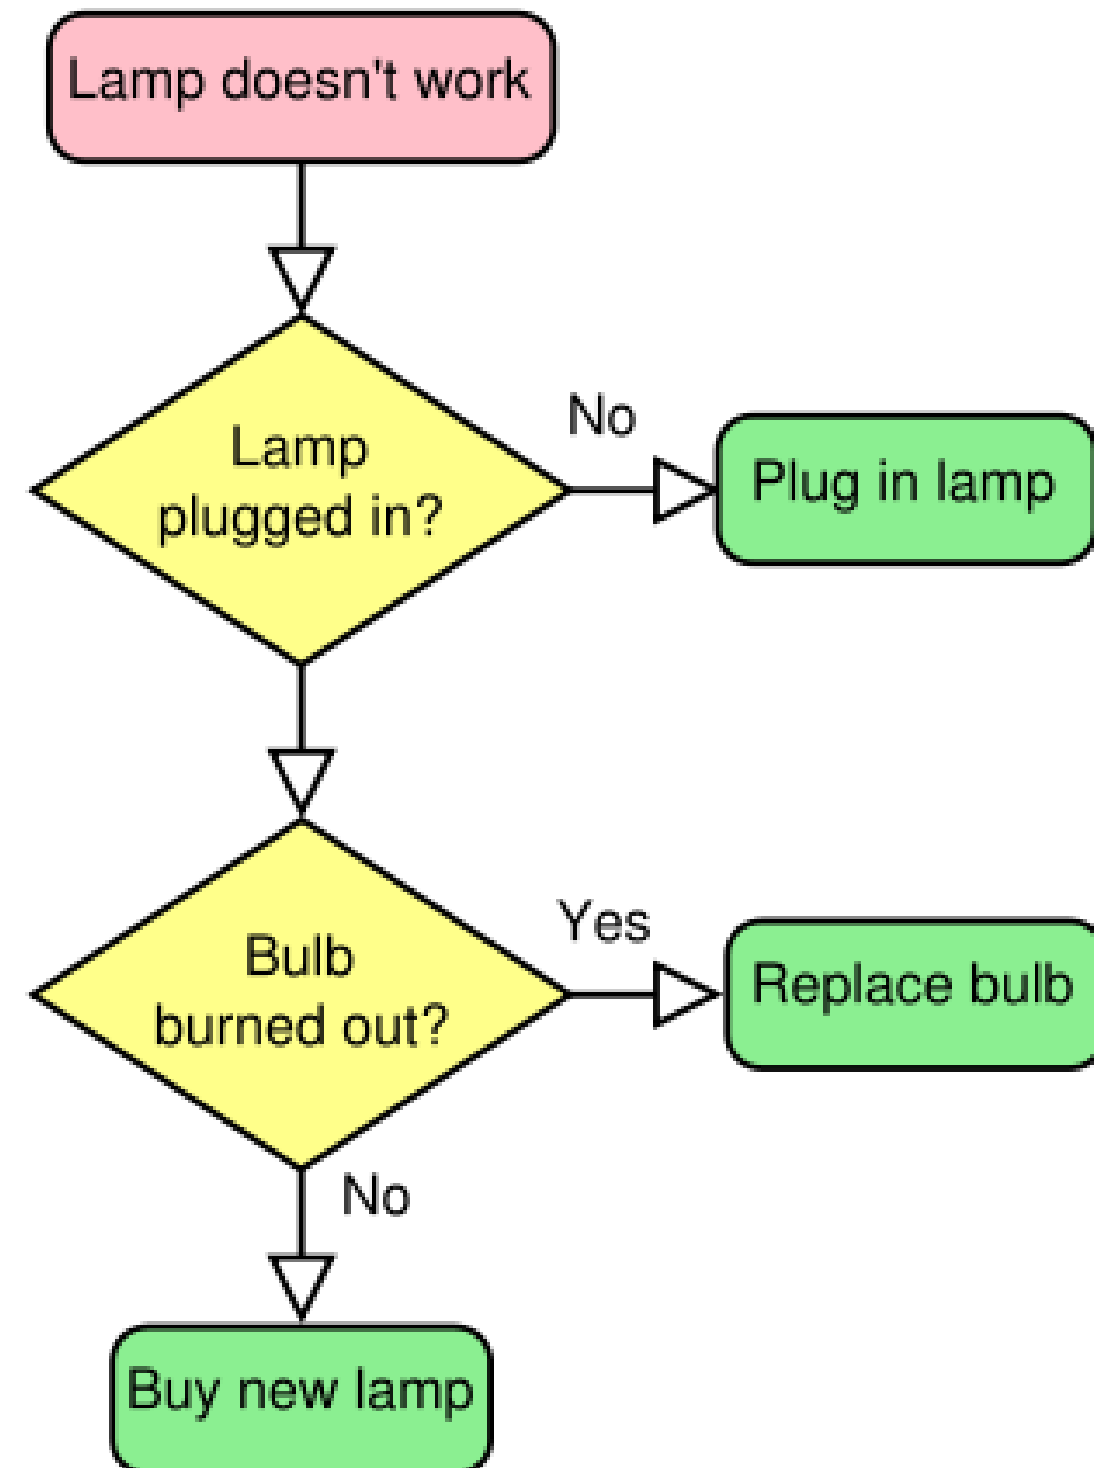 Lamp doesn't work
Lamp
plugged in?
No
Plug in lamp
Bulb
burned out?
Yes
Replace bulb
No
Buy new lamp